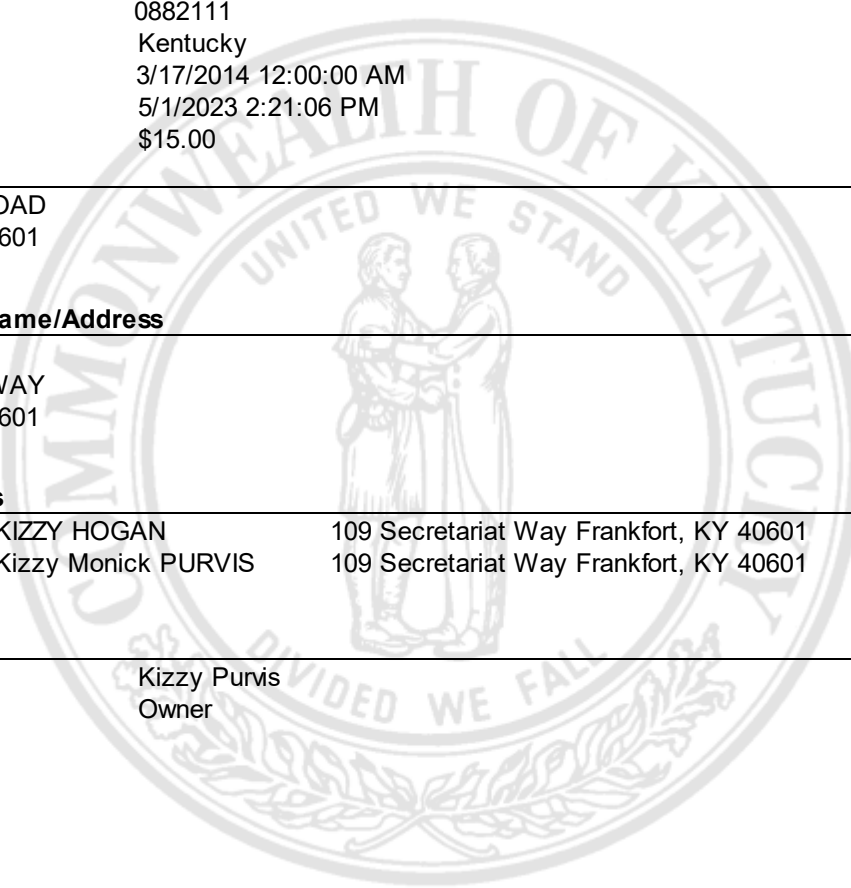 0882111
Kentucky
3/17/2014 12:00:00 AM
5/1/2023 2:21:06 PM
$15.00
COMMONWEALTH OF KENTUCKY
UNITED WE STAND
OAD
601
ame/Address
WAY
601
s
KIZZY HOGAN 109 Secretariat Way Frankfort, KY 40601
Kizzy Monick PURVIS 109 Secretariat Way Frankfort, KY 40601
DIVIDED WE FALL
Kizzy Purvis
Owner